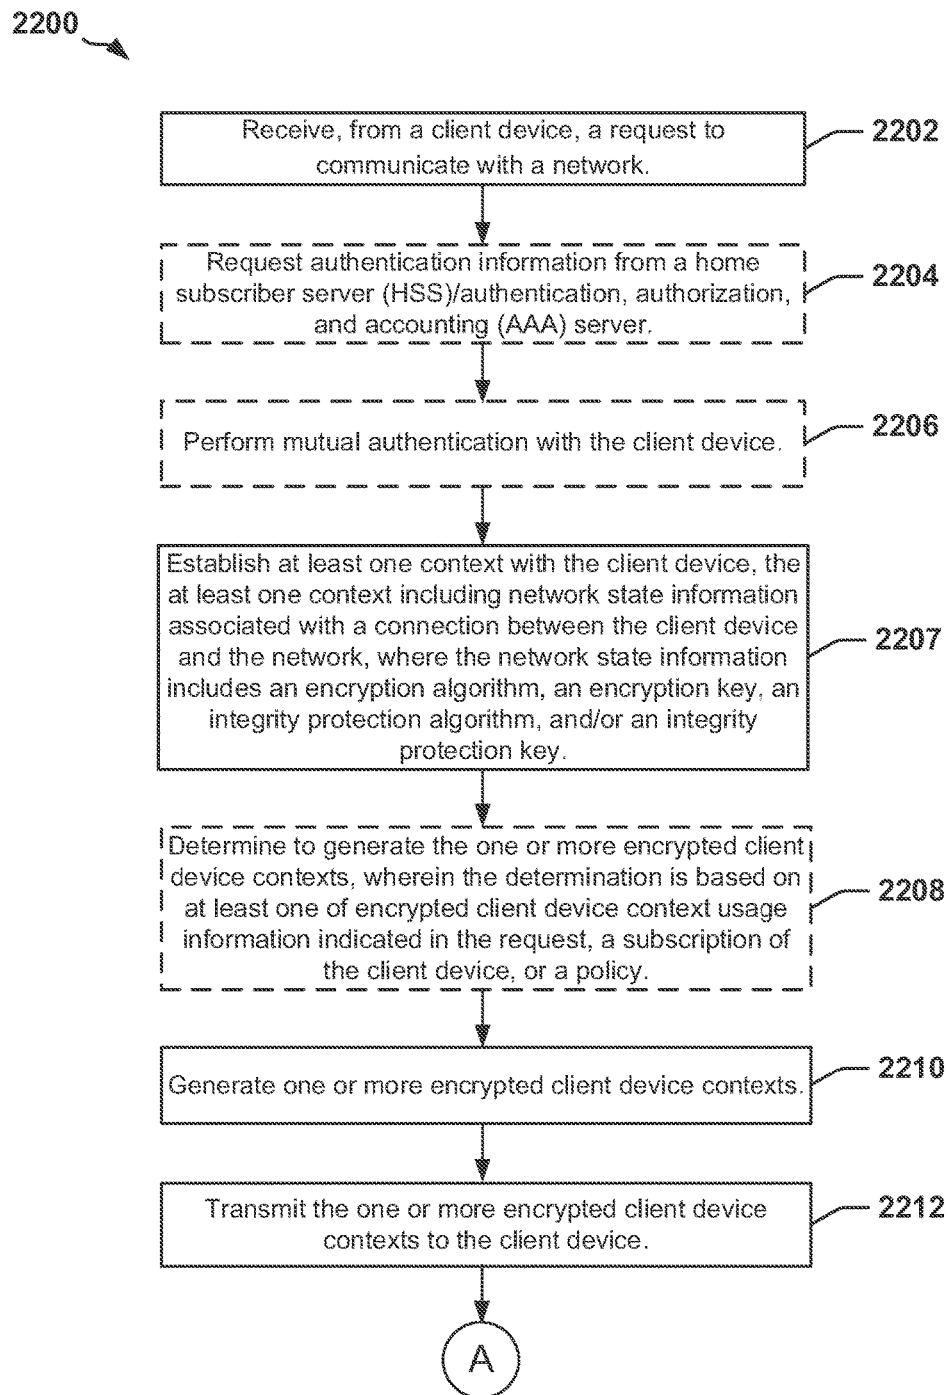 2200
Receive, from a client device, a request to
communicate with a network.
2202
Request authentication information from a home
subscriber server (HSS)/authentication, authorization,
and accounting (AAA) server.
2204
Perform mutual authentication with the client device.
2206
Establish at least one context with the client device, the
at least one context including network state information
associated with a connection between the client device
and the network, where the network state information
includes an encryption algorithm, an encryption key, an
integrity protection algorithm, and/or an integrity
protection key.
2207
Determine to generate the one or more encrypted client
device contexts, wherein the determination is based on
at least one of encrypted client device context usage
information indicated in the request, a subscription of
the client device, or a policy.
2208
Generate one or more encrypted client device contexts.
2210
Transmit the one or more encrypted client device
contexts to the client device.
2212
A